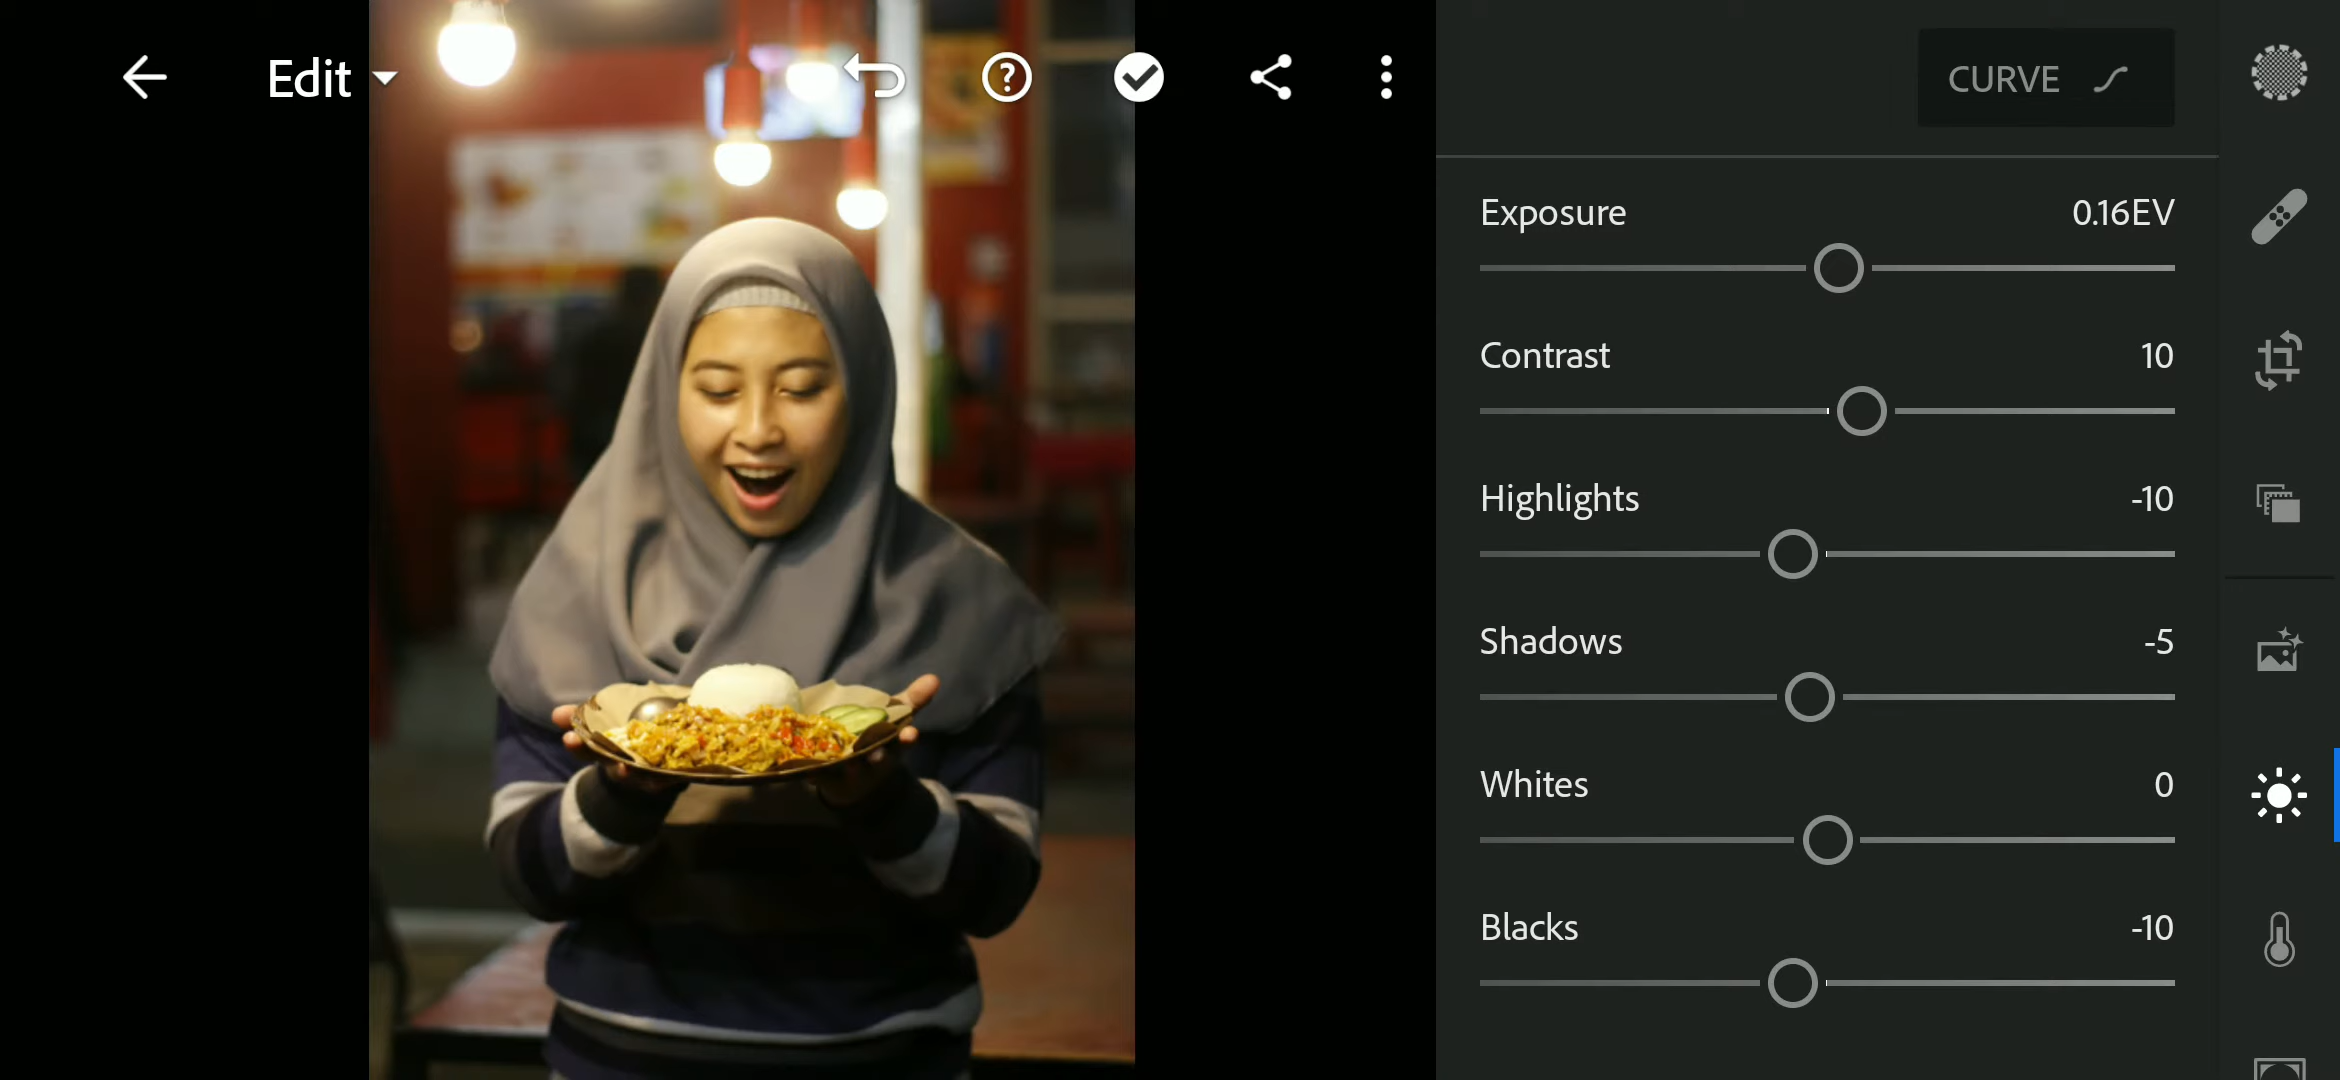 Edit
CURVE
Exposure 0.16EV
Contrast 10
Highlights -10
Shadows -5
Whites 0
Blacks -10